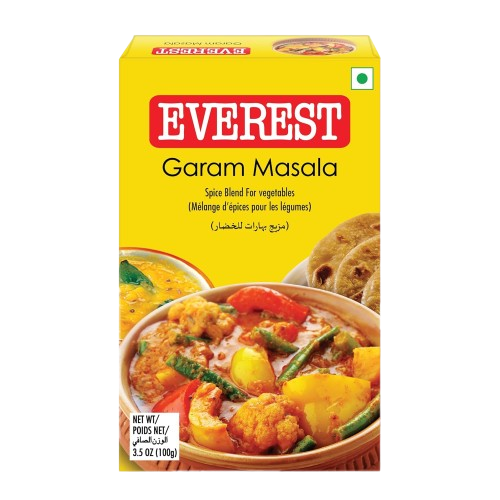 Garam Masala
EVEREST
EVEREST
Garam Masala
Spice Blend For vegetables
(Mélange d'épices pour les légumes)
(مزيج بهارات للخضار)
NET WT/
POIDS NET/
الوزن الصافي/
3.5 OZ (100g)